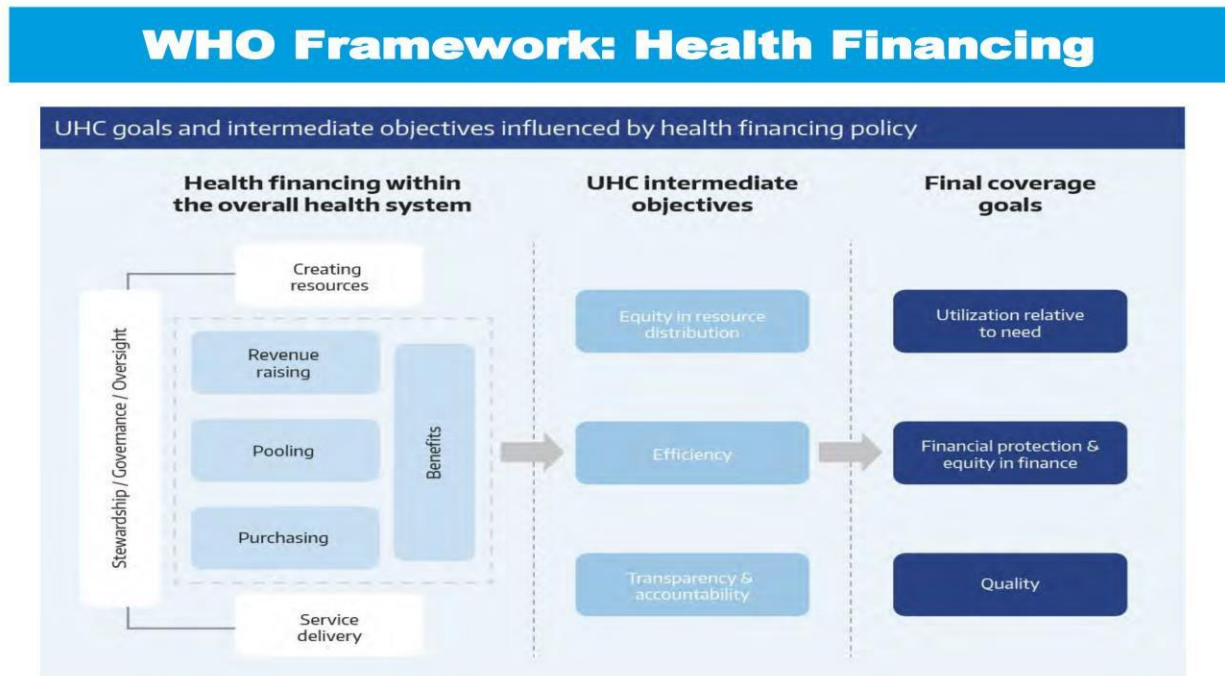 WHO Framework: Health Financing
UHC goals and intermediate objectives influenced by health financing policy
Health financing within
the overall health system
Creating
resources
Stewardship / Governance / Oversight
Revenue
raising
Pooling
Purchasing
Benefits
Service
delivery
UHC intermediate
objectives
Equity in resource
distribution
Efficiency
Transparency &
accountability
Final coverage
goals
Utilization relative
to need
Financial protection &
equity in finance
Quality